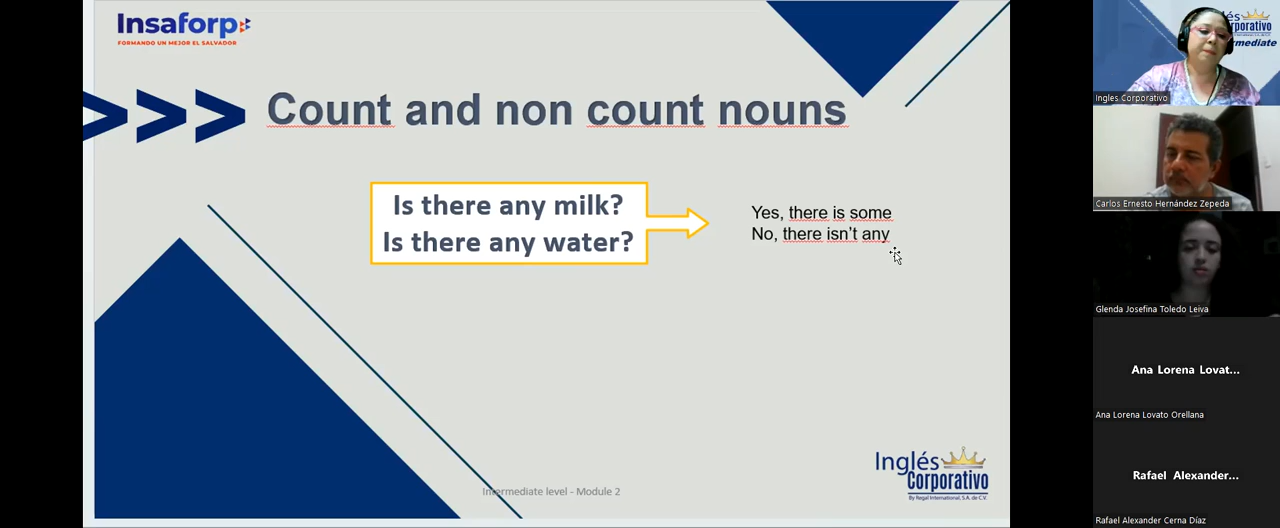 Insaforp
FORMANDO UN MEJOR EL SALVADOR
>>> Count and non count nouns
Is there any milk?
Is there any water?
Yes, there is some
No, there isn't any
Intermediate level - Module 2
Inglés
Corporativo
By Regal International, S.A. de C.V.
Ingles Corporativo
Carlos Ernesto Hernández Zepeda
Glenda Josefina Toledo Leiva
Ana Lorena Lovat...
Ana Lorena Lovato Orellana
Rafael Alexander...
Rafael Alexander Cerna Díaz